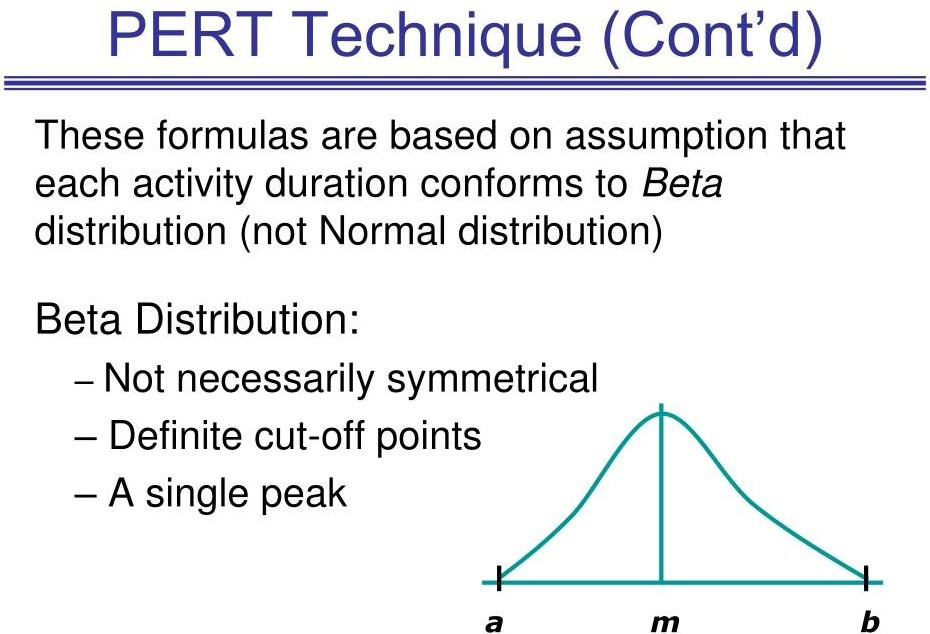 PERT Technique (Cont’d)
These formulas are based on assumption that
each activity duration conforms to Beta
distribution (not Normal distribution)
Beta Distribution:
– Not necessarily symmetrical
– Definite cut-off points
– A single peak
a m b